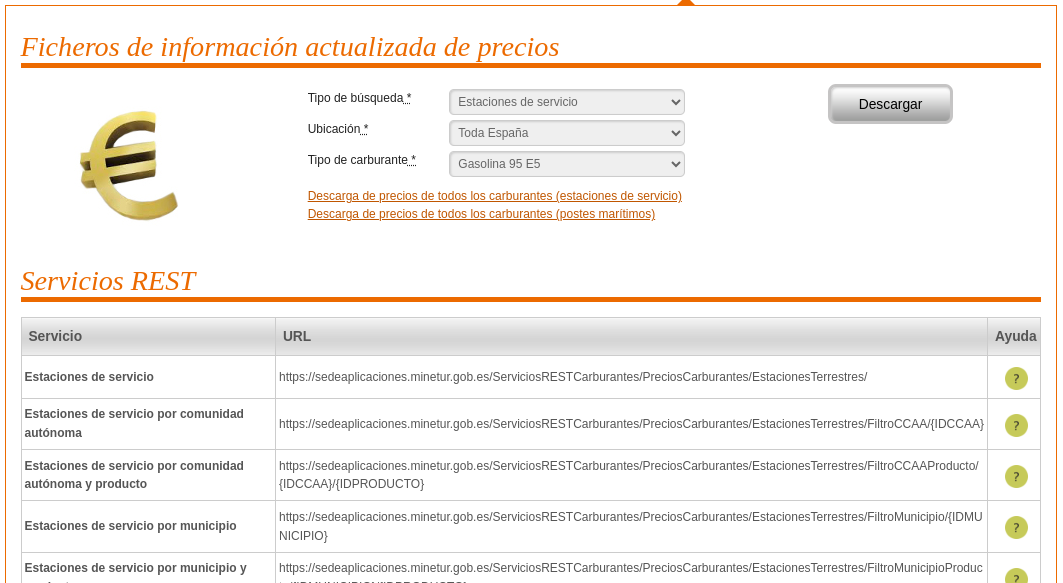 Ficheros de información actualizada de precios
Tipo de búsqueda * Estaciones de servicio Descargar
Ubicación * Toda España
Tipo de carburante * Gasolina 95 E5
Descarga de precios de todos los carburantes (estaciones de servicio)
Descarga de precios de todos los carburantes (postes marítimos)
Servicios REST
Servicio URL Ayuda
Estaciones de servicio https://sedeaplicaciones.minetur.gob.es/ServiciosRESTCarburantes/PreciosCarburantes/EstacionesTerrestres/ ?
Estaciones de servicio por comunidad
autónoma
https://sedeaplicaciones.minetur.gob.es/ServiciosRESTCarburantes/PreciosCarburantes/EstacionesTerrestres/FiltroCCAA/{IDCCAA} ?
Estaciones de servicio por comunidad
autónoma y producto
https://sedeaplicaciones.minetur.gob.es/ServiciosRESTCarburantes/PreciosCarburantes/EstacionesTerrestres/FiltroCCAAProducto/
{IDCCAA}/{IDPRODUCTO}
?
Estaciones de servicio por municipio
https://sedeaplicaciones.minetur.gob.es/ServiciosRESTCarburantes/PreciosCarburantes/EstacionesTerrestres/FiltroMunicipio/{IDMU
NICIPIO}
?
Estaciones de servicio por municipio y
https://sedeaplicaciones.minetur.gob.es/ServiciosRESTCarburantes/PreciosCarburantes/EstacionesTerrestres/FiltroMunicipioProduc
?